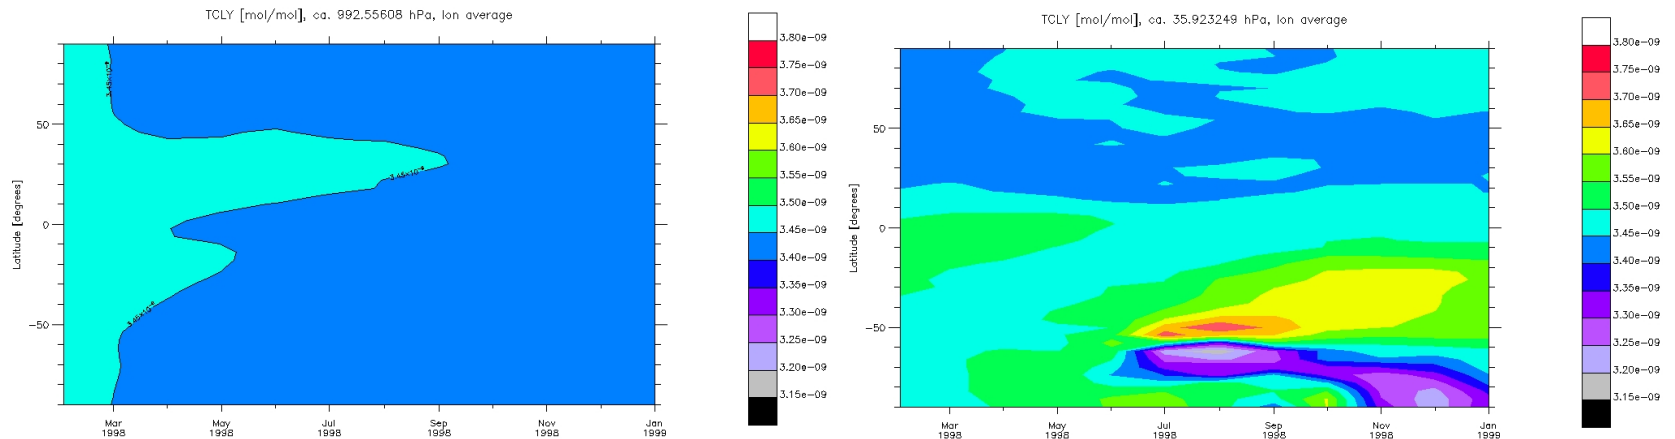 TCLY [mol/mol], ca. 992.55608 hPa, lon average
3.80e-09
3.75e-09
3.70e-09
3.65e-09
3.60e-09
3.55e-09
3.50e-09
3.45e-09
3.40e-09
3.35e-09
3.30e-09
3.25e-09
3.20e-09
3.15e-09
Latitude [degrees]
50
0
-50
Mar
1998
May
1998
Jul
1998
Sep
1998
Nov
1998
Jan
1999
TCLY [mol/mol], ca. 35.923249 hPa, lon average
3.80e-09
3.75e-09
3.70e-09
3.65e-09
3.60e-09
3.55e-09
3.50e-09
3.45e-09
3.40e-09
3.35e-09
3.30e-09
3.25e-09
3.20e-09
3.15e-09
Latitude [degrees]
50
0
-50
Mar
1998
May
1998
Jul
1998
Sep
1998
Nov
1998
Jan
1999